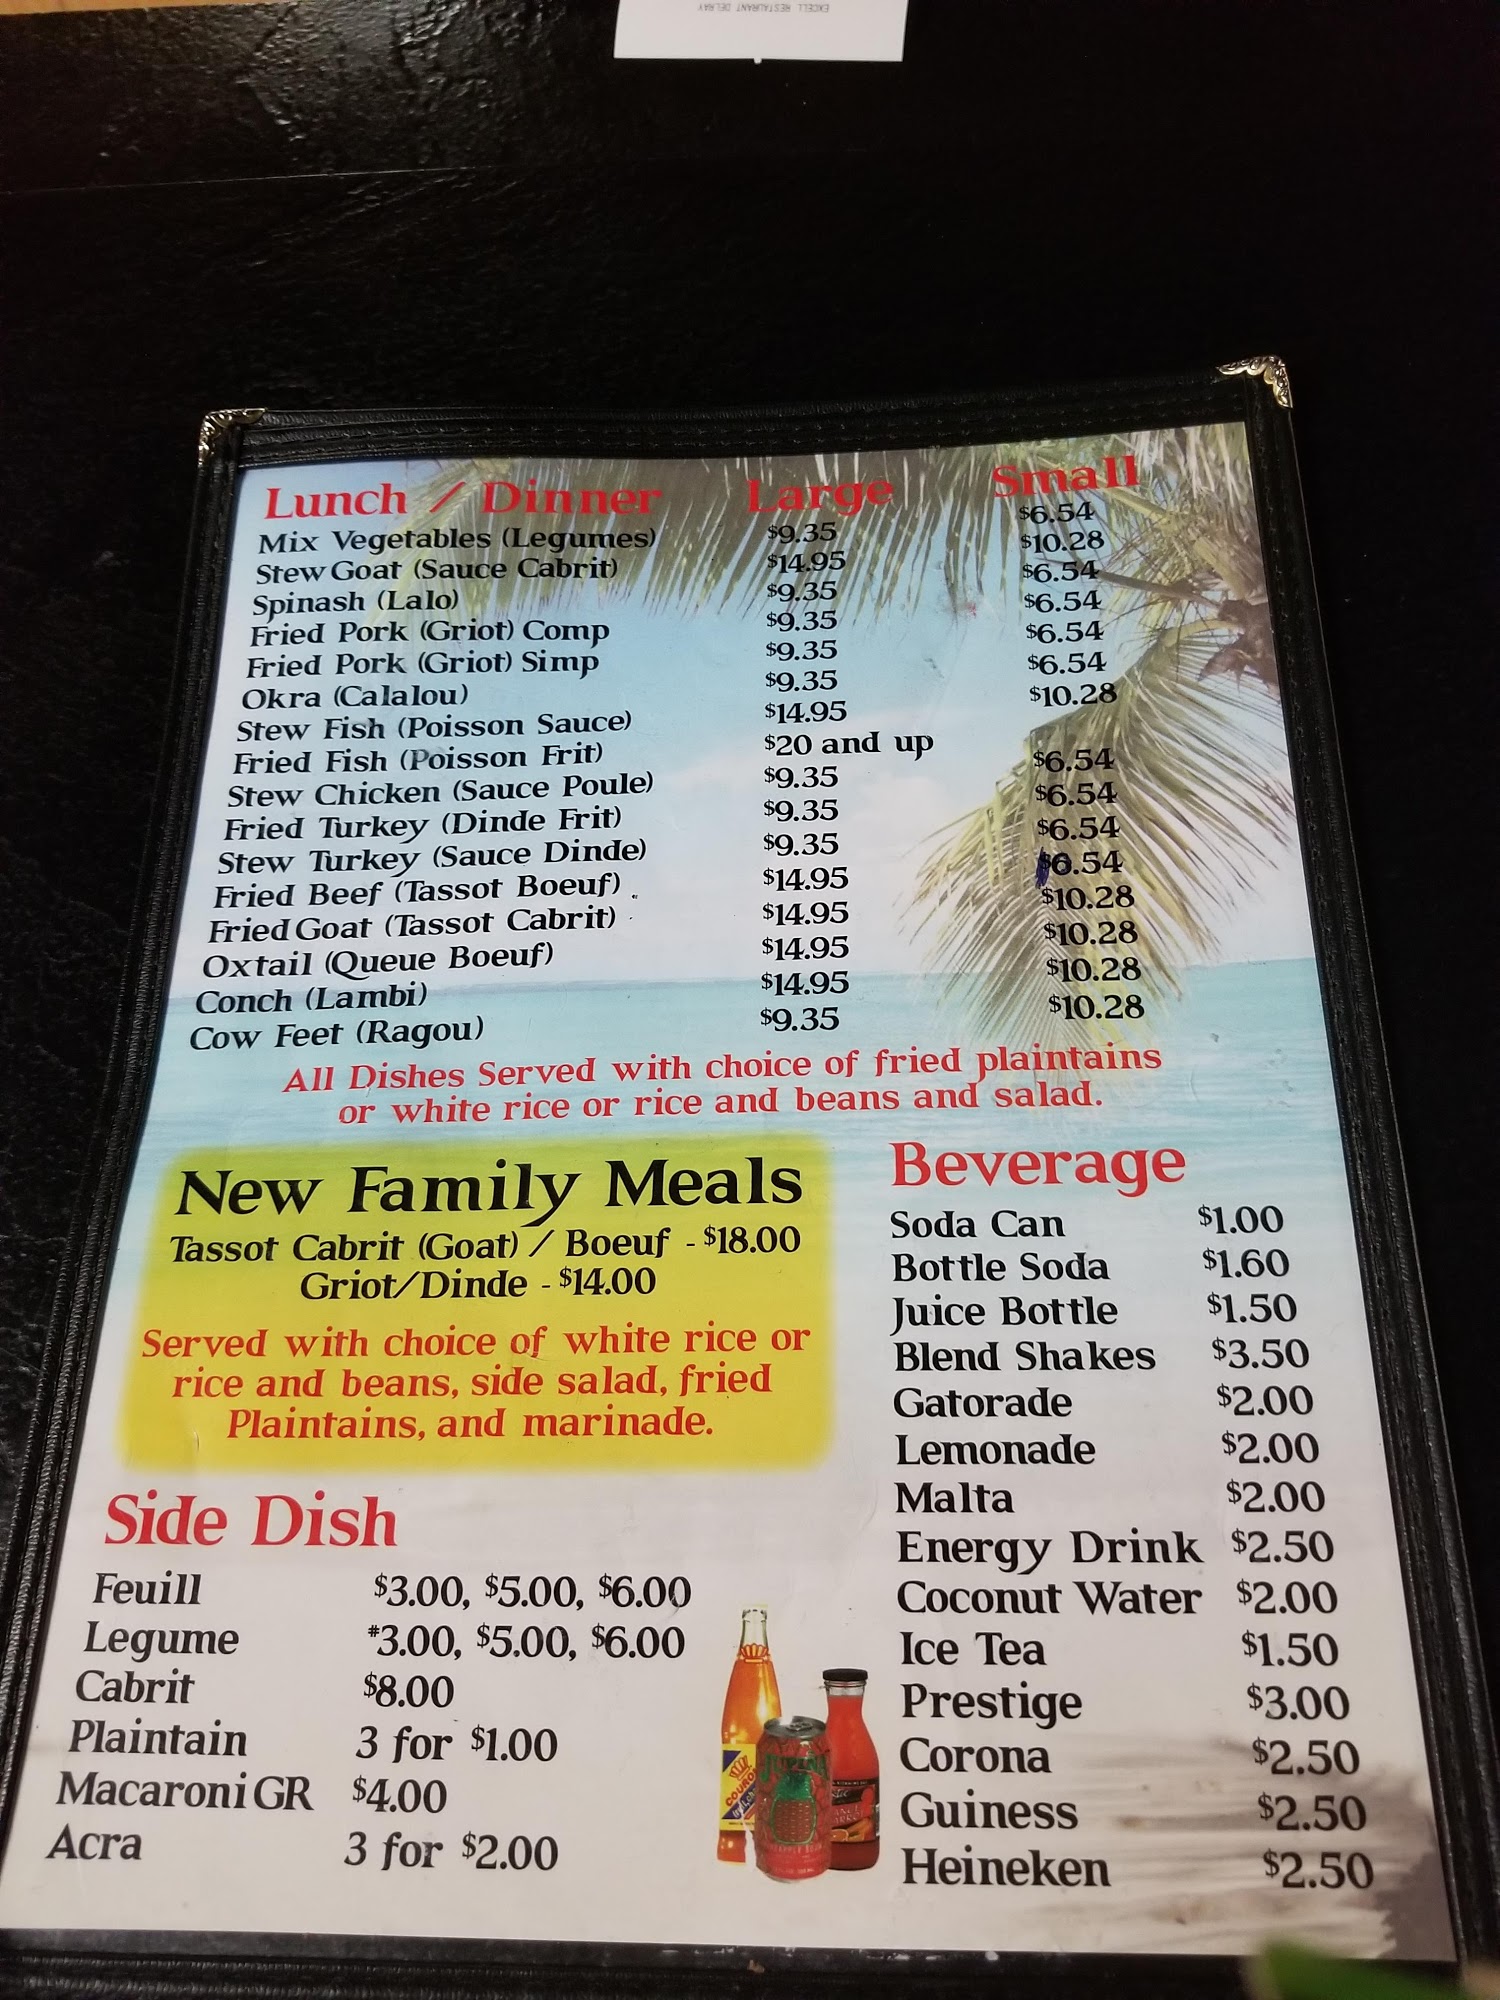 EXCELL RESTAURANT DELRAY
Lunch / Dinner Large Small
Mix Vegetables (Legumes) $9.35 $6.54
Stew Goat (Sauce Cabrit) $14.95 $10.28
Spinash (Lalo) $9.35 $6.54
Fried Pork (Griot) Comp $9.35 $6.54
Fried Pork (Griot) Simp $9.35 $6.54
Okra (Calalou) $9.35 $6.54
Stew Fish (Poisson Sauce) $14.95 $10.28
Fried Fish (Poisson Frit) $20 and up
Stew Chicken (Sauce Poule) $9.35 $6.54
Fried Turkey (Dinde Frit) $9.35 $6.54
Stew Turkey (Sauce Dinde) $9.35 $6.54
Fried Beef (Tassot Boeuf) $14.95 $6.54
Fried Goat (Tassot Cabrit) $14.95 $10.28
Oxtail (Queue Boeuf) $14.95 $10.28
Conch (Lambi) $14.95 $10.28
Cow Feet (Ragou) $9.35 $10.28
All Dishes Served with choice of fried plaintains
or white rice or rice and beans and salad.
New Family Meals
Tassot Cabrit (Goat) / Boeuf - $18.00
Griot/Dinde - $14.00
Served with choice of white rice or
rice and beans, side salad, fried
Plaintains, and marinade.
Side Dish
Feuill $3.00, $5.00, $6.00
Legume #3.00, $5.00, $6.00
Cabrit $8.00
Plaintain 3 for $1.00
Macaroni GR $4.00
Acra 3 for $2.00
Beverage
Soda Can $1.00
Bottle Soda $1.60
Juice Bottle $1.50
Blend Shakes $3.50
Gatorade $2.00
Lemonade $2.00
Malta $2.00
Energy Drink $2.50
Coconut Water $2.00
Ice Tea $1.50
Prestige $3.00
Corona $2.50
Guiness $2.50
Heineken $2.50
JUPINA